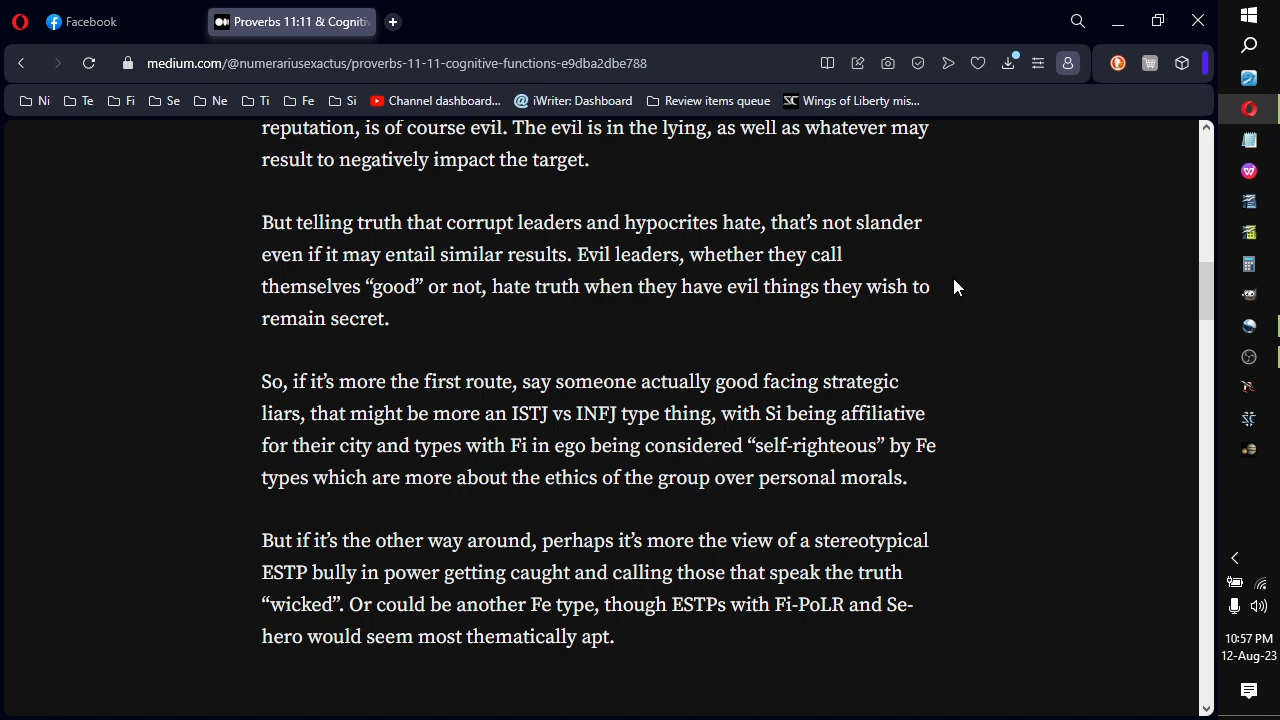 Facebook
Proverbs 11:11 & Cogniti
medium.com/@numerariusexactus/proverbs-11-11-cognitive-functions-e9dba2dbe788
Ni
Te
Fi
Se
Ne
Ti
Fe
Si
Channel dashboard...
iWriter: Dashboard
Review items queue
Wings of Liberty mis...
reputation, is of course evil. The evil is in the lying, as well as whatever may
result to negatively impact the target.
But telling truth that corrupt leaders and hypocrites hate, that’s not slander
even if it may entail similar results. Evil leaders, whether they call
themselves “good” or not, hate truth when they have evil things they wish to
remain secret.
So, if it’s more the first route, say someone actually good facing strategic
liars, that might be more an ISTJ vs INFJ type thing, with Si being affiliative
for their city and types with Fi in ego being considered “self-righteous” by Fe
types which are more about the ethics of the group over personal morals.
But if it’s the other way around, perhaps it’s more the view of a stereotypical
ESTP bully in power getting caught and calling those that speak the truth
“wicked”. Or could be another Fe type, though ESTPs with Fi-PoLR and Se-
hero would seem most thematically apt.
10:57 PM
12-Aug-23